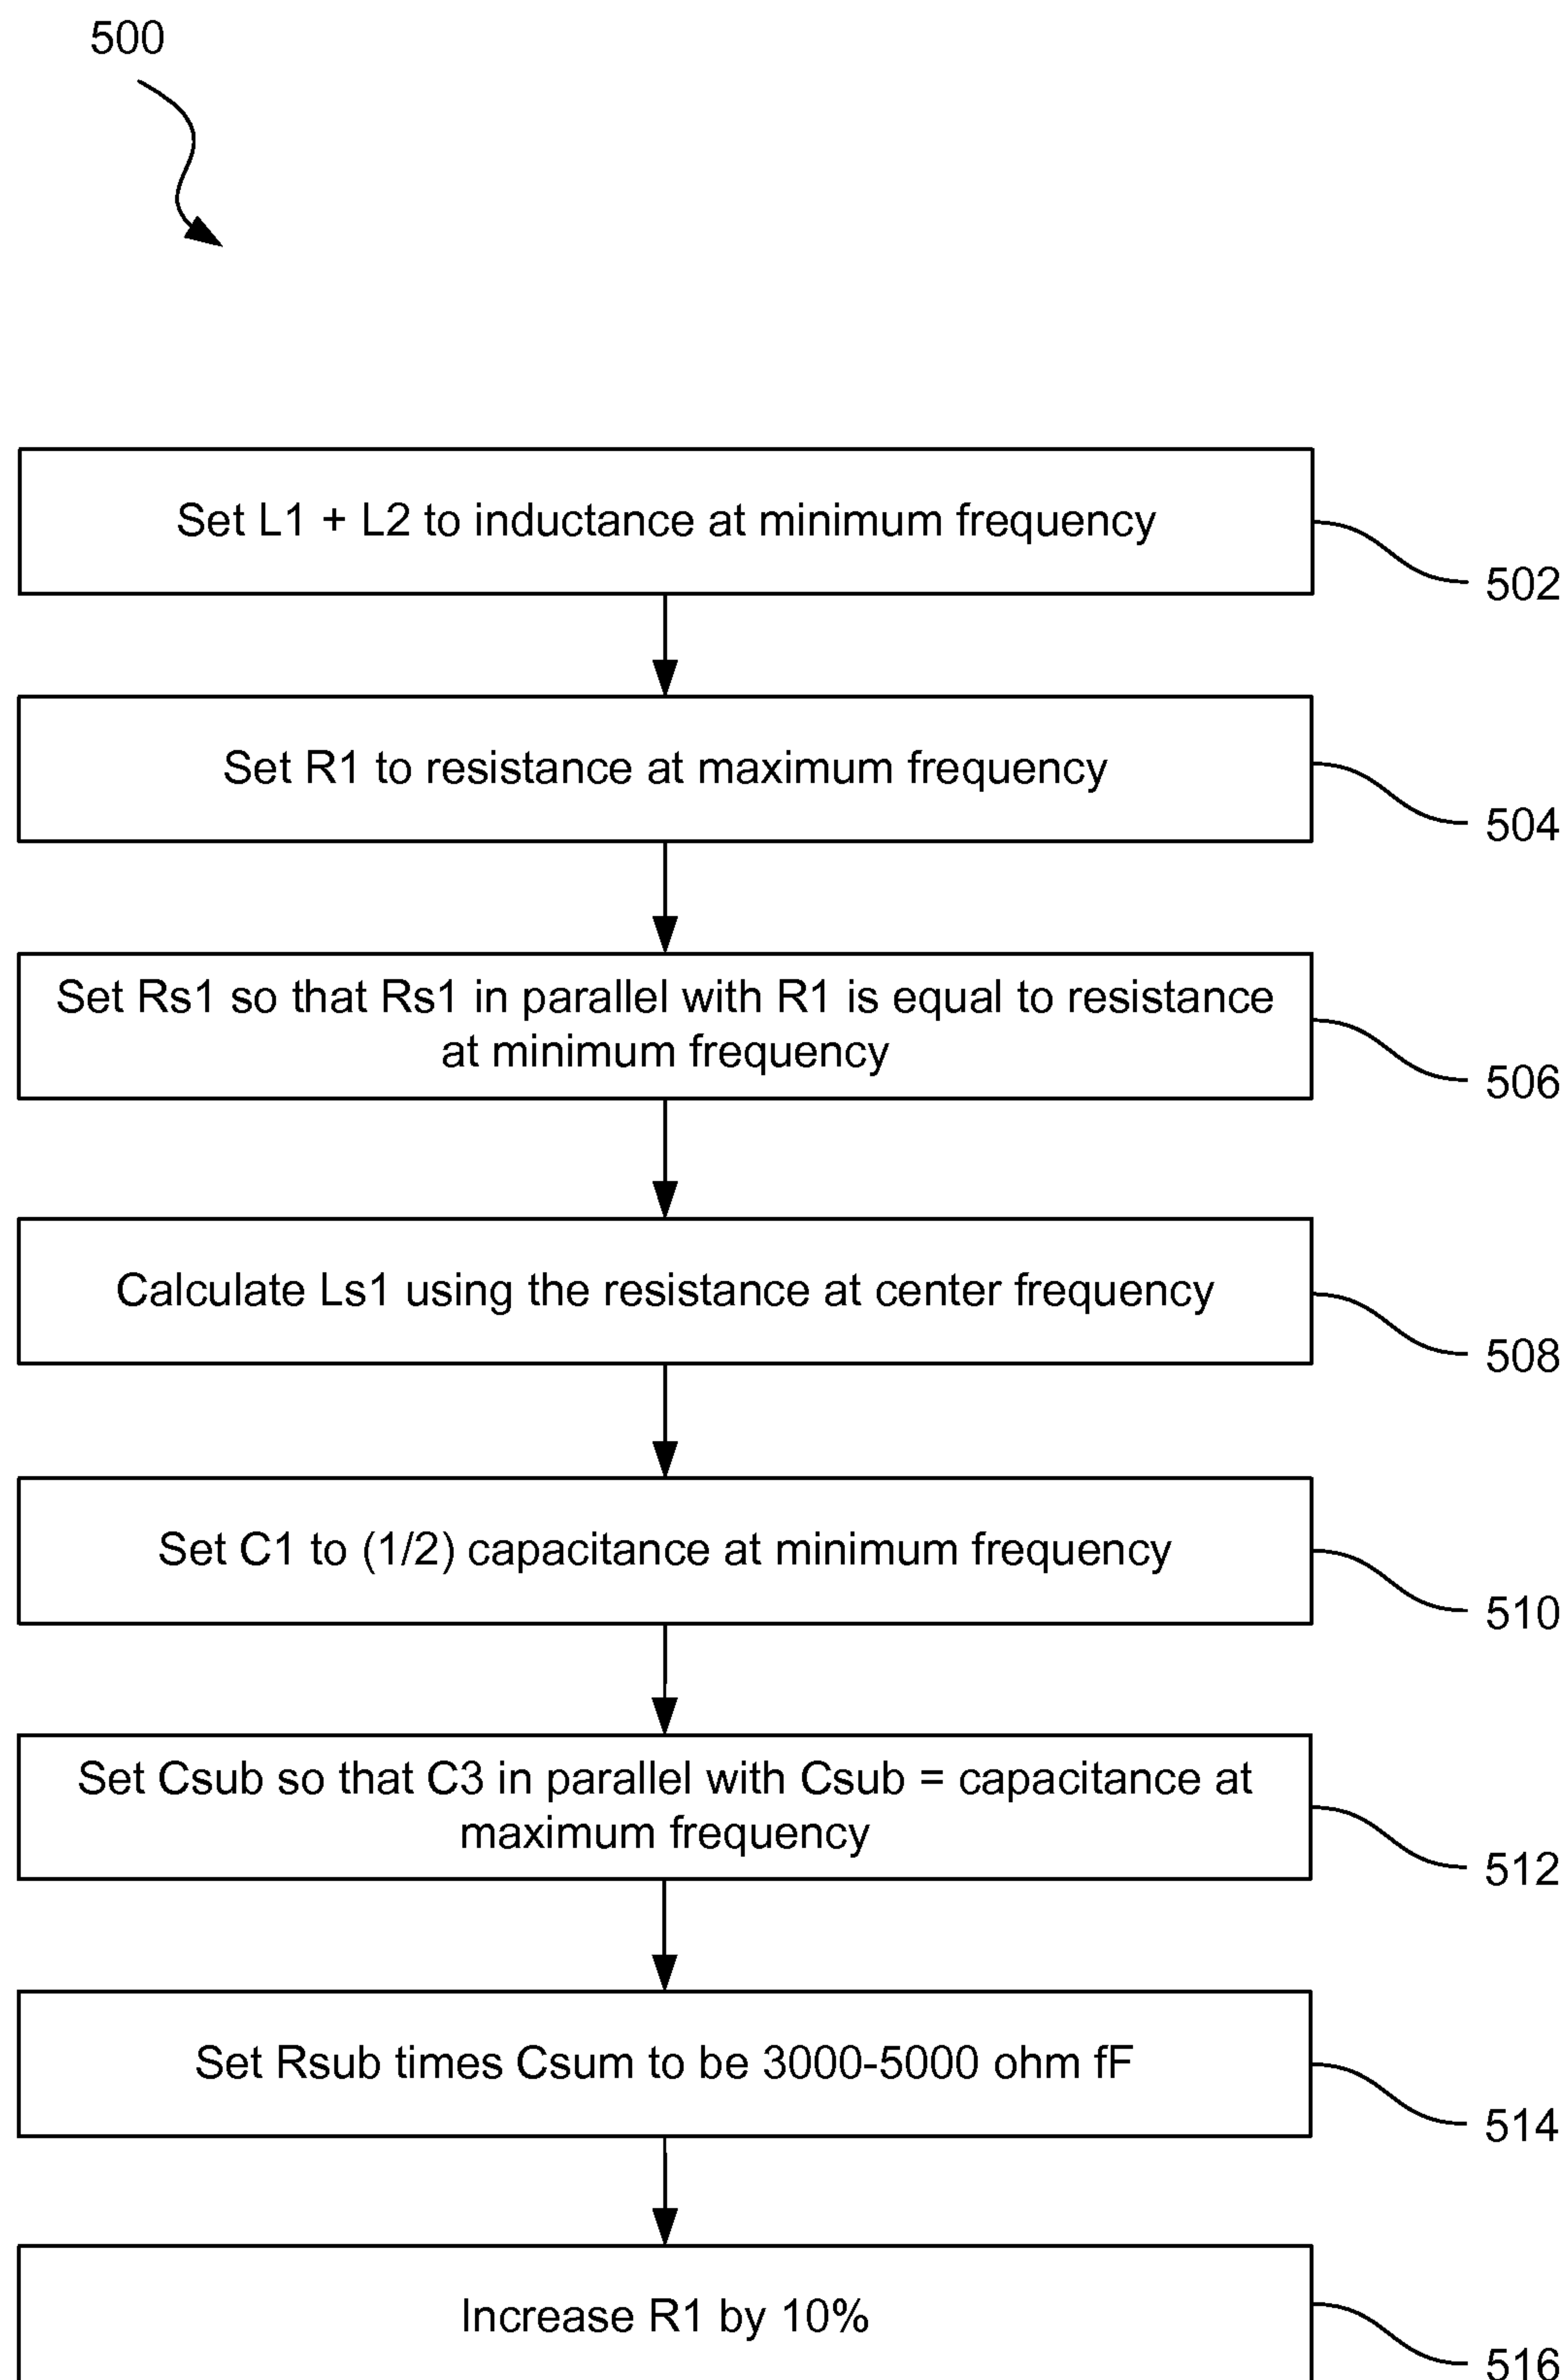 500
Set L1 + L2 to inductance at minimum frequency
502
Set R1 to resistance at maximum frequency
504
Set Rs1 so that Rs1 in parallel with R1 is equal to resistance
at minimum frequency
506
Calculate Ls1 using the resistance at center frequency
508
Set C1 to (1/2) capacitance at minimum frequency
510
Set Csub so that C3 in parallel with Csub = capacitance at
maximum frequency
512
Set Rsub times Csum to be 3000-5000 ohm fF
514
Increase R1 by 10%
516